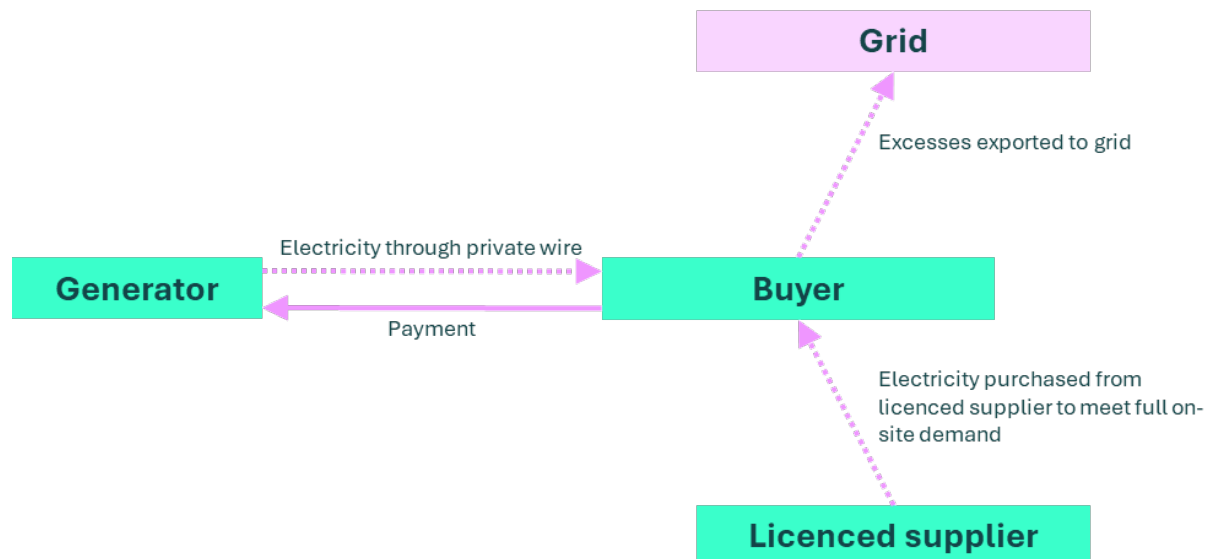 Grid
Excesses exported to grid
Electricity through private wire
Generator
Buyer
Payment
Electricity purchased from
licenced supplier to meet full on-
site demand
Licenced supplier